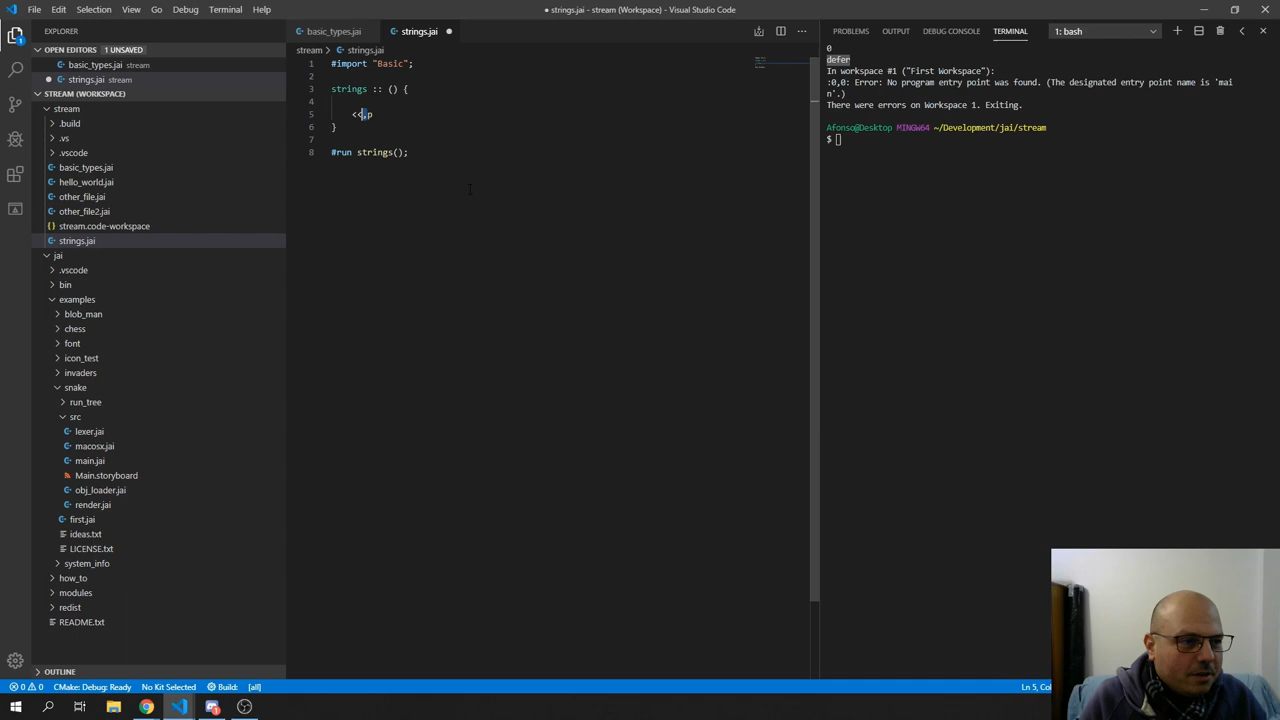 File Edit Selection View Go Debug Terminal Help
● strings.jai - stream (Workspace) - Visual Studio Code
EXPLORER
OPEN EDITORS 1 UNSAVED
basic_types.jai stream
strings.jai stream
STREAM (WORKSPACE)
stream
.build
.vs
.vscode
basic_types.jai
hello_world.jai
other_file.jai
other_file2.jai
stream.code-workspace
strings.jai
jai
.vscode
bin
examples
blob_man
chess
font
icon_test
invaders
snake
run_tree
src
lexer.jai
macosx.jai
main.jai
Main.storyboard
obj_loader.jai
render.jai
first.jai
ideas.txt
LICENSE.txt
system_info
how_to
modules
redist
README.txt
OUTLINE
basic_types.jai strings.jai
stream > strings.jai
1 #import "Basic";
2
3 strings :: () {
4
5 <<.p
6 }
7
8 #run strings();
PROBLEMS OUTPUT DEBUG CONSOLE TERMINAL 1: bash
0
defer
In workspace #1 ("First Workspace"):
:0,0: Error: No program entry point was found. (The designated entry point name is 'mai
n'.)
There were errors on Workspace 1. Exiting.
Afonso@Desktop MINGW64 ~/Development/jai/stream
$
0 0 CMake: Debug: Ready No Kit Selected Build: [all]
Ln 5,